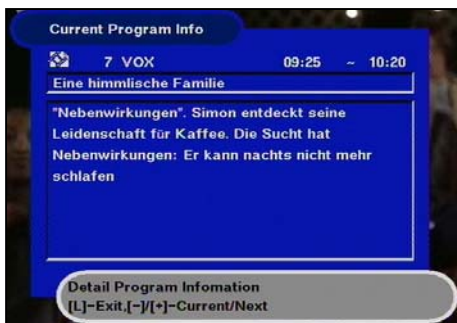 Current Program Info
7 VOX 09:25 ~ 10:20
Eine himmlische Familie
"Nebenwirkungen". Simon entdeckt seine
Leidenschaft für Kaffee. Die Sucht hat
Nebenwirkungen: Er kann nachts nicht mehr
schlafen
Detail Program Infomation
[L]-Exit,[-]/[+]-Current/Next